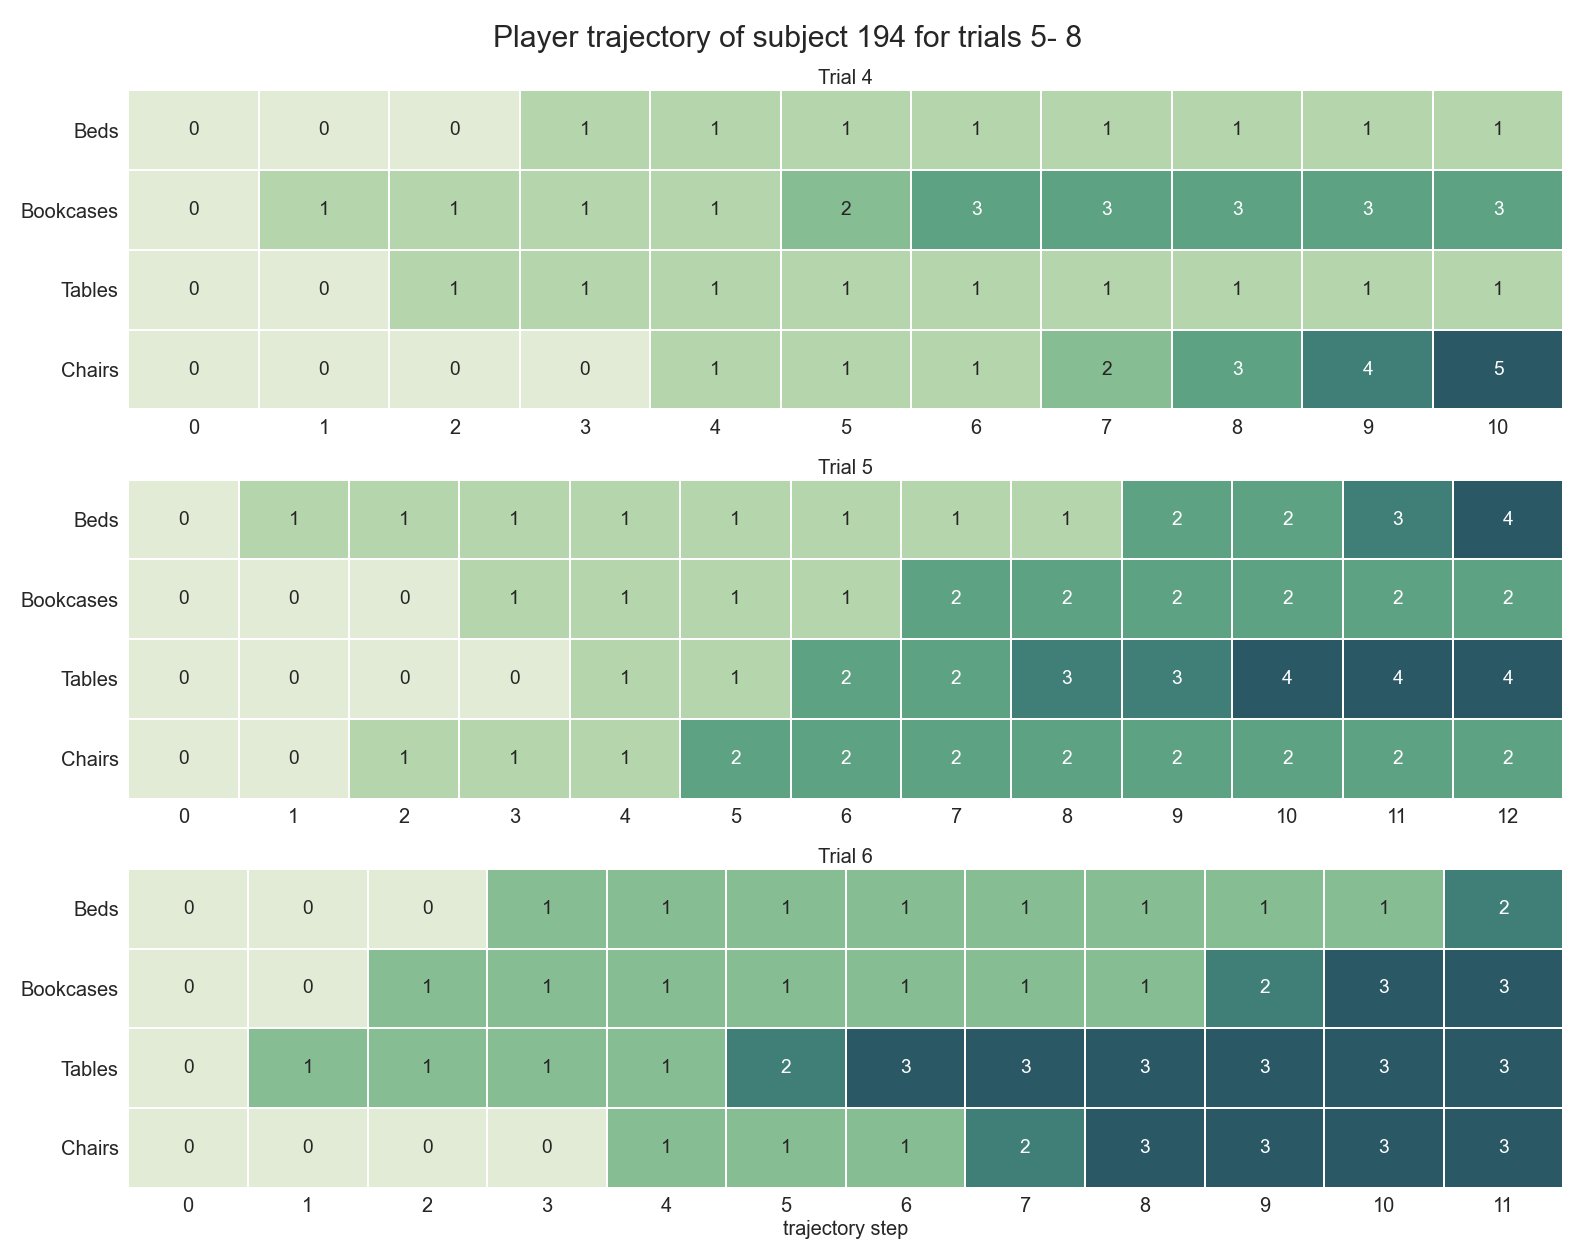 Player trajectory of subject 194 for trials 5- 8
Trial 4
Beds 0 0 0 1 1 1 1 1 1 1 1
Bookcases 0 1 1 1 1 2 3 3 3 3 3
Tables 0 0 1 1 1 1 1 1 1 1 1
Chairs 0 0 0 0 1 1 1 2 3 4 5
0 1 2 3 4 5 6 7 8 9 10
Trial 5
Beds 0 1 1 1 1 1 1 1 1 2 2 3 4
Bookcases 0 0 0 1 1 1 1 2 2 2 2 2 2
Tables 0 0 0 0 1 1 2 2 3 3 4 4 4
Chairs 0 0 1 1 1 2 2 2 2 2 2 2 2
0 1 2 3 4 5 6 7 8 9 10 11 12
Trial 6
Beds 0 0 0 1 1 1 1 1 1 1 1 2
Bookcases 0 0 1 1 1 1 1 1 1 2 3 3
Tables 0 1 1 1 1 2 3 3 3 3 3 3
Chairs 0 0 0 0 1 1 1 2 3 3 3 3
0 1 2 3 4 5 6 7 8 9 10 11
trajectory step